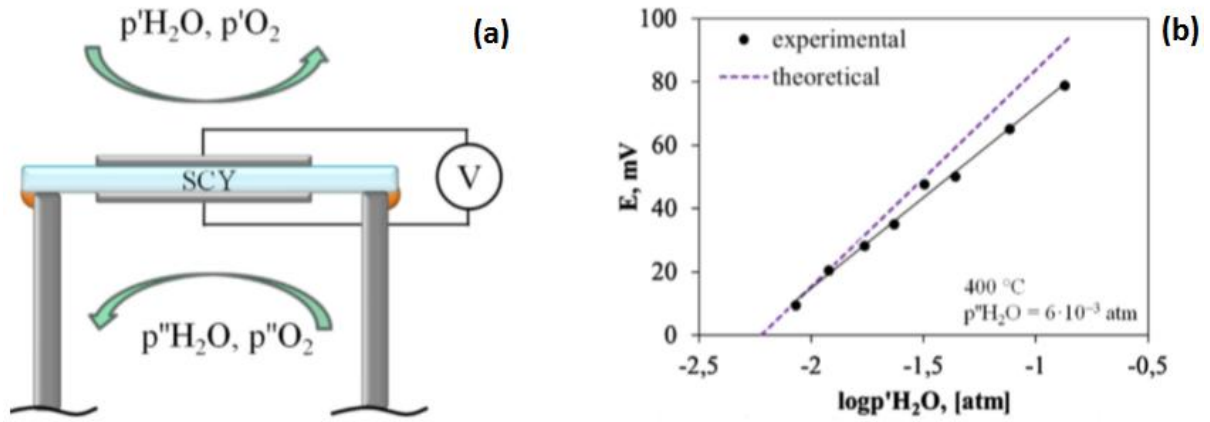 p'H₂O, p'O₂
(a)
SCY
V
p"H₂O, p"O₂
(b)
100
80
60
40
20
0
E, mV
experimental
theoretical
400 °C
p"H₂O = 6·10⁻³ atm
-2,5
-2
-1,5
-1
-0,5
logp'H₂O, [atm]